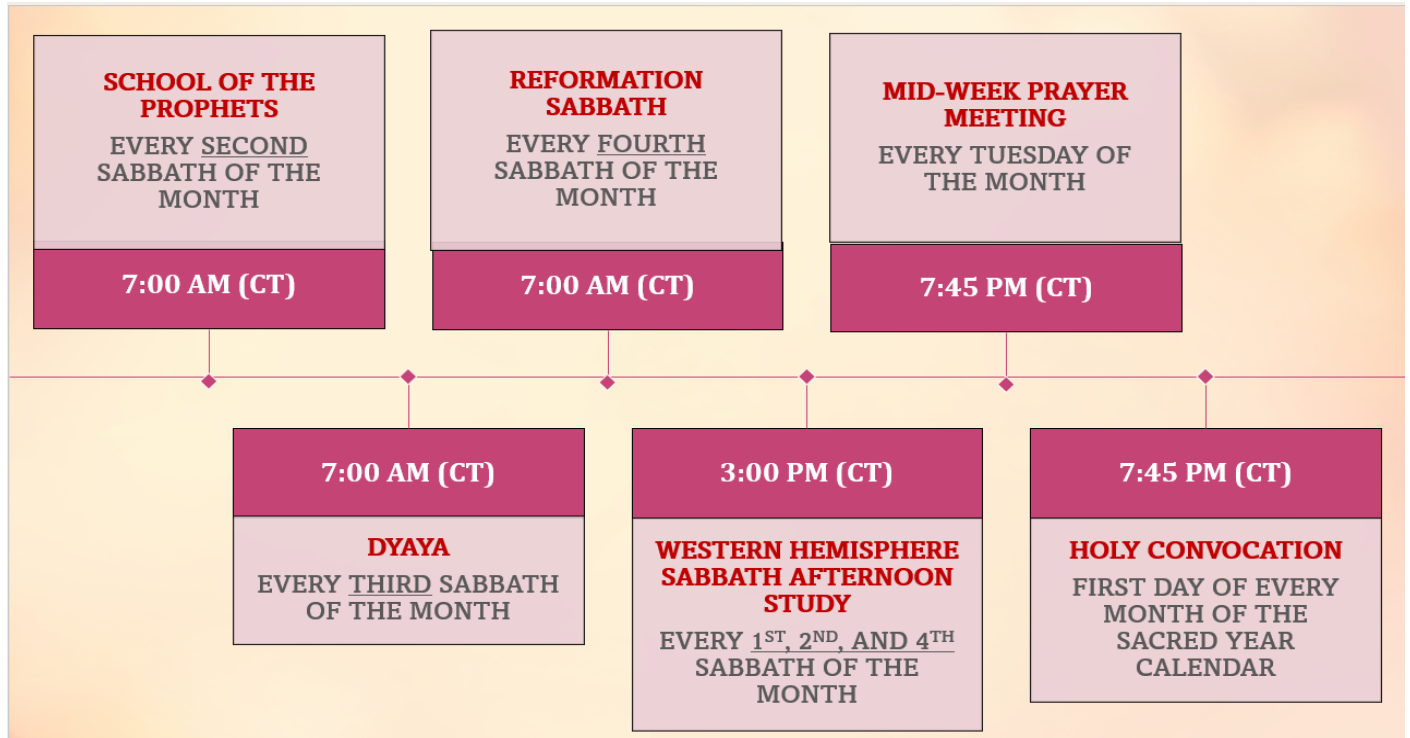 SCHOOL OF THE
PROPHETS
EVERY SECOND
SABBATH OF THE
MONTH
7:00 AM (CT)
REFORMATION
SABBATH
EVERY FOURTH
SABBATH OF THE
MONTH
7:00 AM (CT)
MID-WEEK PRAYER
MEETING
EVERY TUESDAY OF
THE MONTH
7:45 PM (CT)
7:00 AM (CT)
DYAYA
EVERY THIRD SABBATH
OF THE MONTH
3:00 PM (CT)
WESTERN HEMISPHERE
SABBATH AFTERNOON
STUDY
EVERY 1ST, 2ND, AND 4TH
SABBATH OF THE
MONTH
7:45 PM (CT)
HOLY CONVOCATION
FIRST DAY OF EVERY
MONTH OF THE
SACRED YEAR
CALENDAR